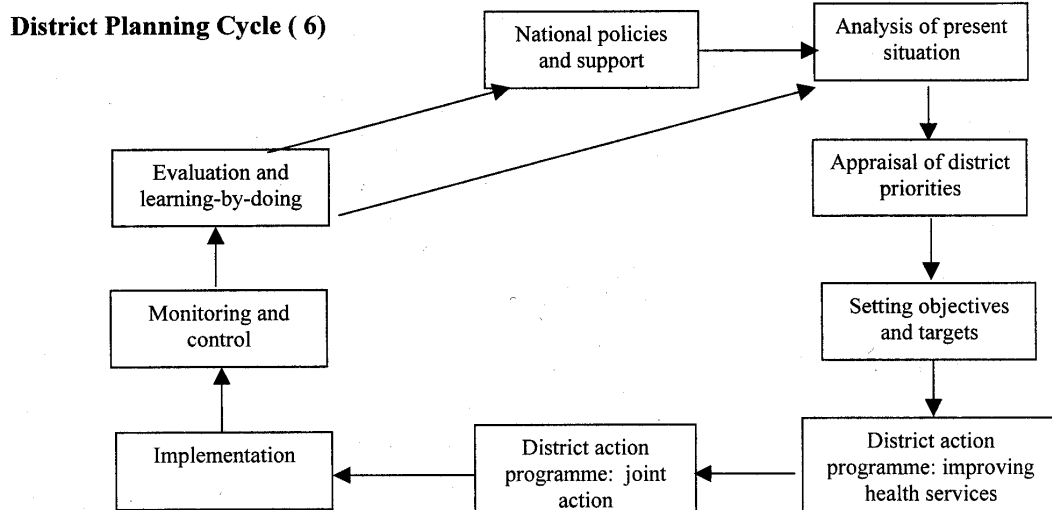 District Planning Cycle ( 6)
National policies
and support
Analysis of present
situation
Appraisal of district
priorities
Setting objectives
and targets
District action
programme: improving
health services
District action
programme: joint
action
Implementation
Monitoring and
control
Evaluation and
learning-by-doing